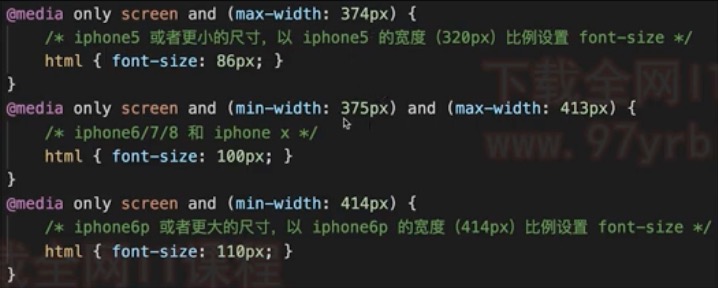 @media only screen and (max-width: 374px) {
/* iphone5 或者更小的尺寸，以 iphone5 的宽度（320px）比例设置 font-size */
html { font-size: 86px; }
}
@media only screen and (min-width: 375px) and (max-width: 413px) {
/* iphone6/7/8 和 iphone x */
html { font-size: 100px; }
}
@media only screen and (min-width: 414px) {
/* iphone6p 或者更大的尺寸，以 iphone6p 的宽度（414px）比例设置 font-size */
html { font-size: 110px; }
}
下载全网I
www.97yrb
载全网IT课程